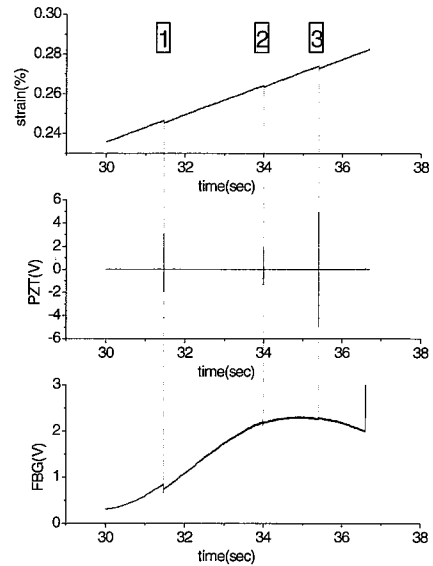 0.30
0.28
0.26
0.24
strain(%)
1
2
3
30 32 34 36 38
time(sec)
6
4
2
0
-2
-4
-6
PZT(V)
30 32 34 36 38
time(sec)
3
2
1
0
FBG(V)
30 32 34 36 38
time(sec)